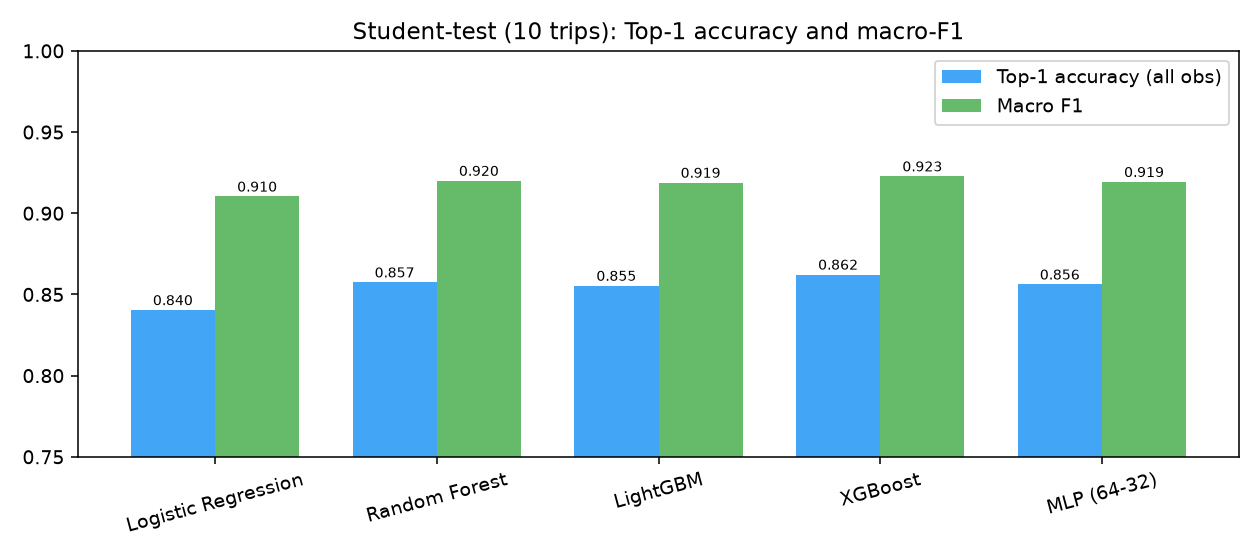 Student-test (10 trips): Top-1 accuracy and macro-F1
1.00
0.95
0.90
0.85
0.80
0.75
Top-1 accuracy (all obs)
Macro F1
0.840
0.910
0.857
0.920
0.855
0.919
0.862
0.923
0.856
0.919
Logistic Regression
Random Forest
LightGBM
XGBoost
MLP (64-32)